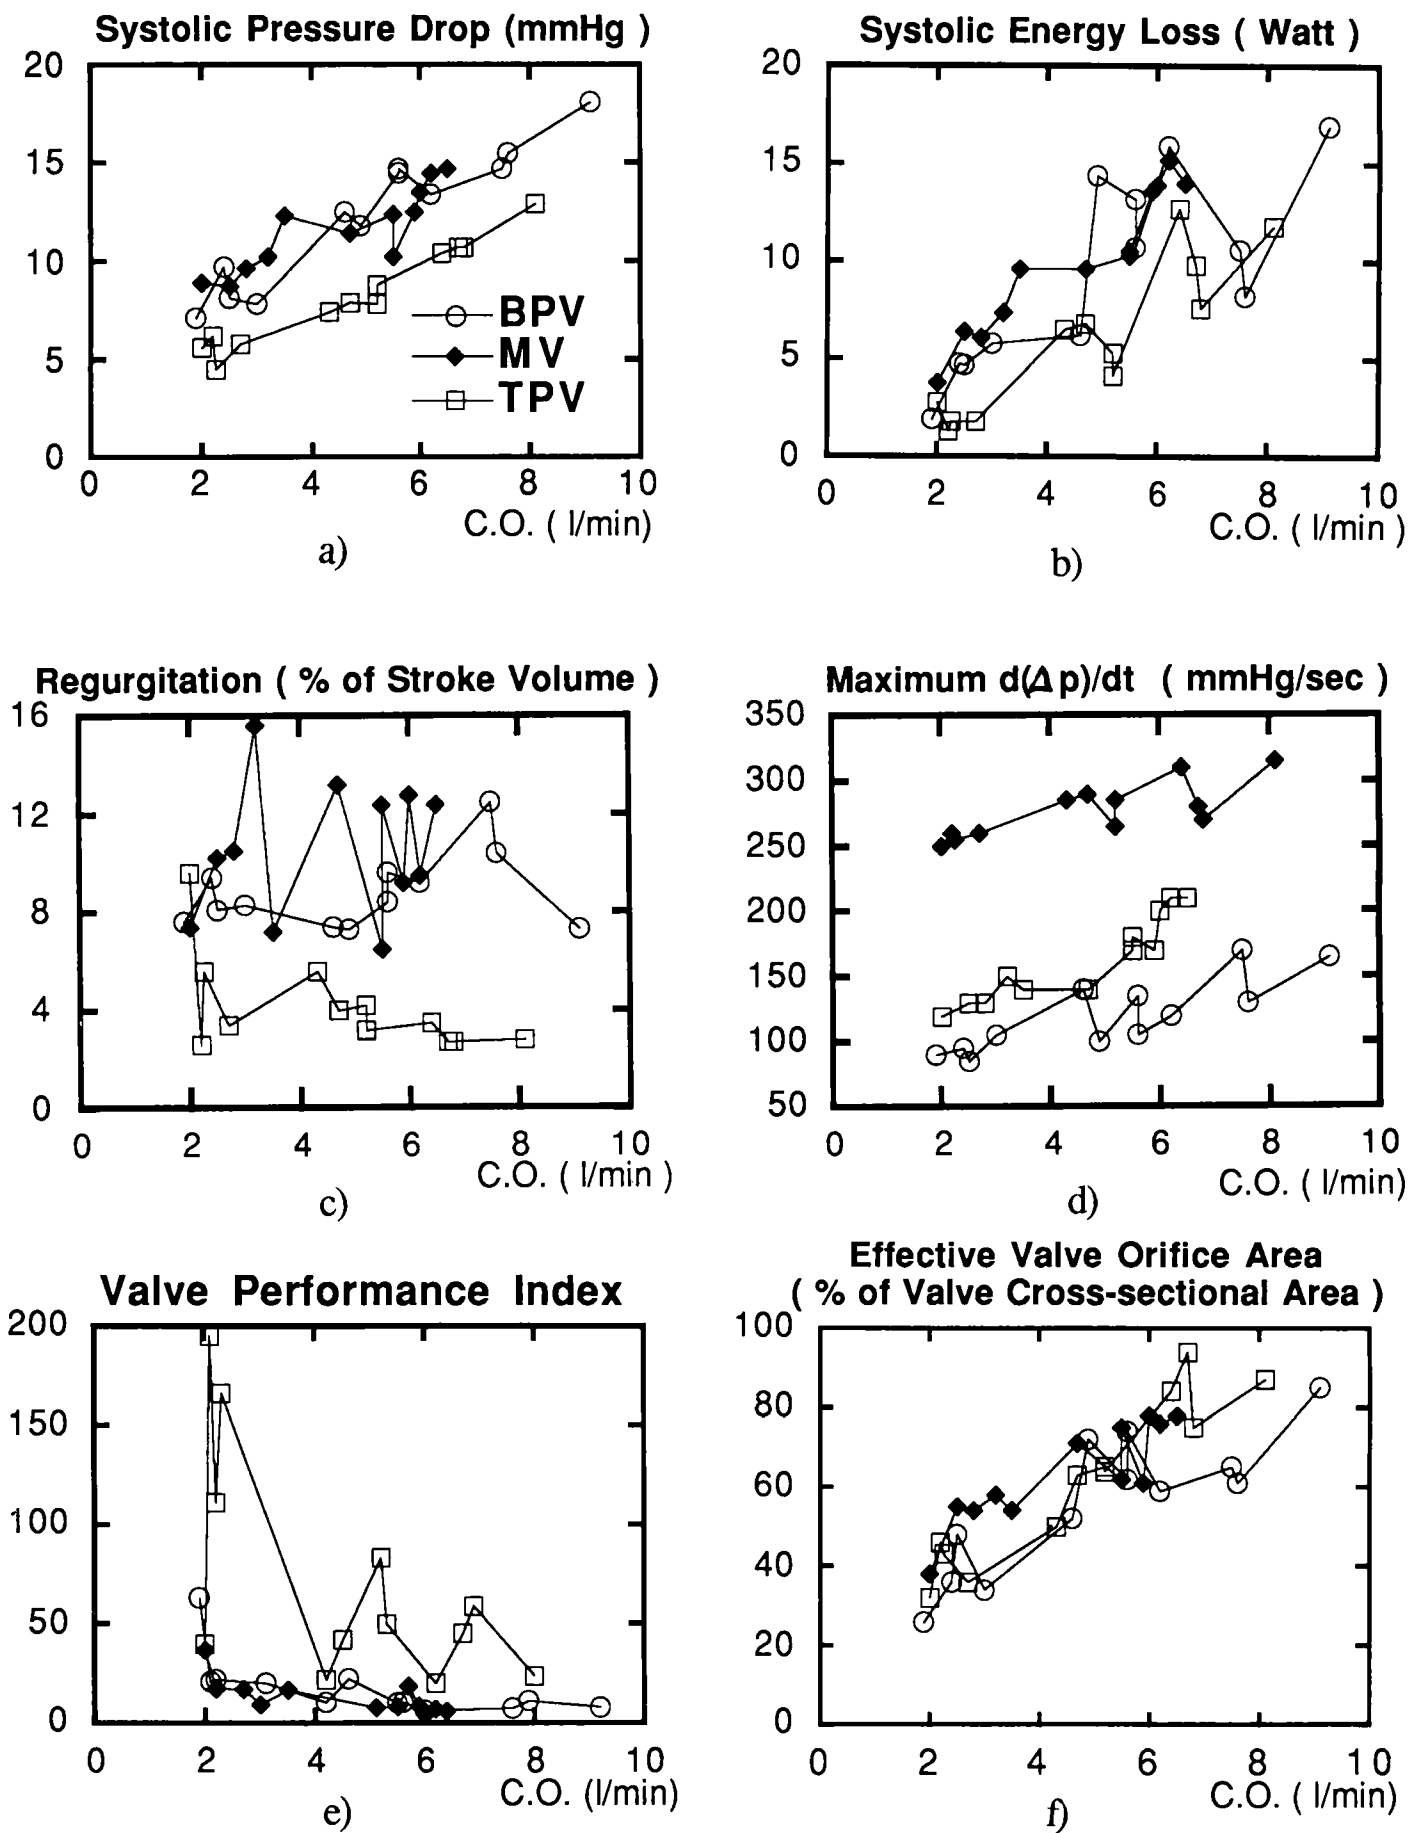 Systolic Pressure Drop (mmHg )
20
15
10
5
0
BPV
MV
TPV
0 2 4 6 8 10
C.O. ( l/min)
a)
Systolic Energy Loss ( Watt )
20
15
10
5
0
0 2 4 6 8 10
C.O. ( l/min )
b)
Regurgitation ( % of Stroke Volume )
16
12
8
4
0
0 2 4 6 8 10
C.O. ( l/min )
c)
Maximum d(Δp)/dt ( mmHg/sec )
350
300
250
200
150
100
50
0 2 4 6 8 10
C.O. ( l/min)
d)
Valve Performance Index
200
150
100
50
0
0 2 4 6 8 10
C.O. (l/min)
e)
Effective Valve Orifice Area
( % of Valve Cross-sectional Area )
100
80
60
40
20
0
0 2 4 6 8 10
C.O. ( l/min)
f)